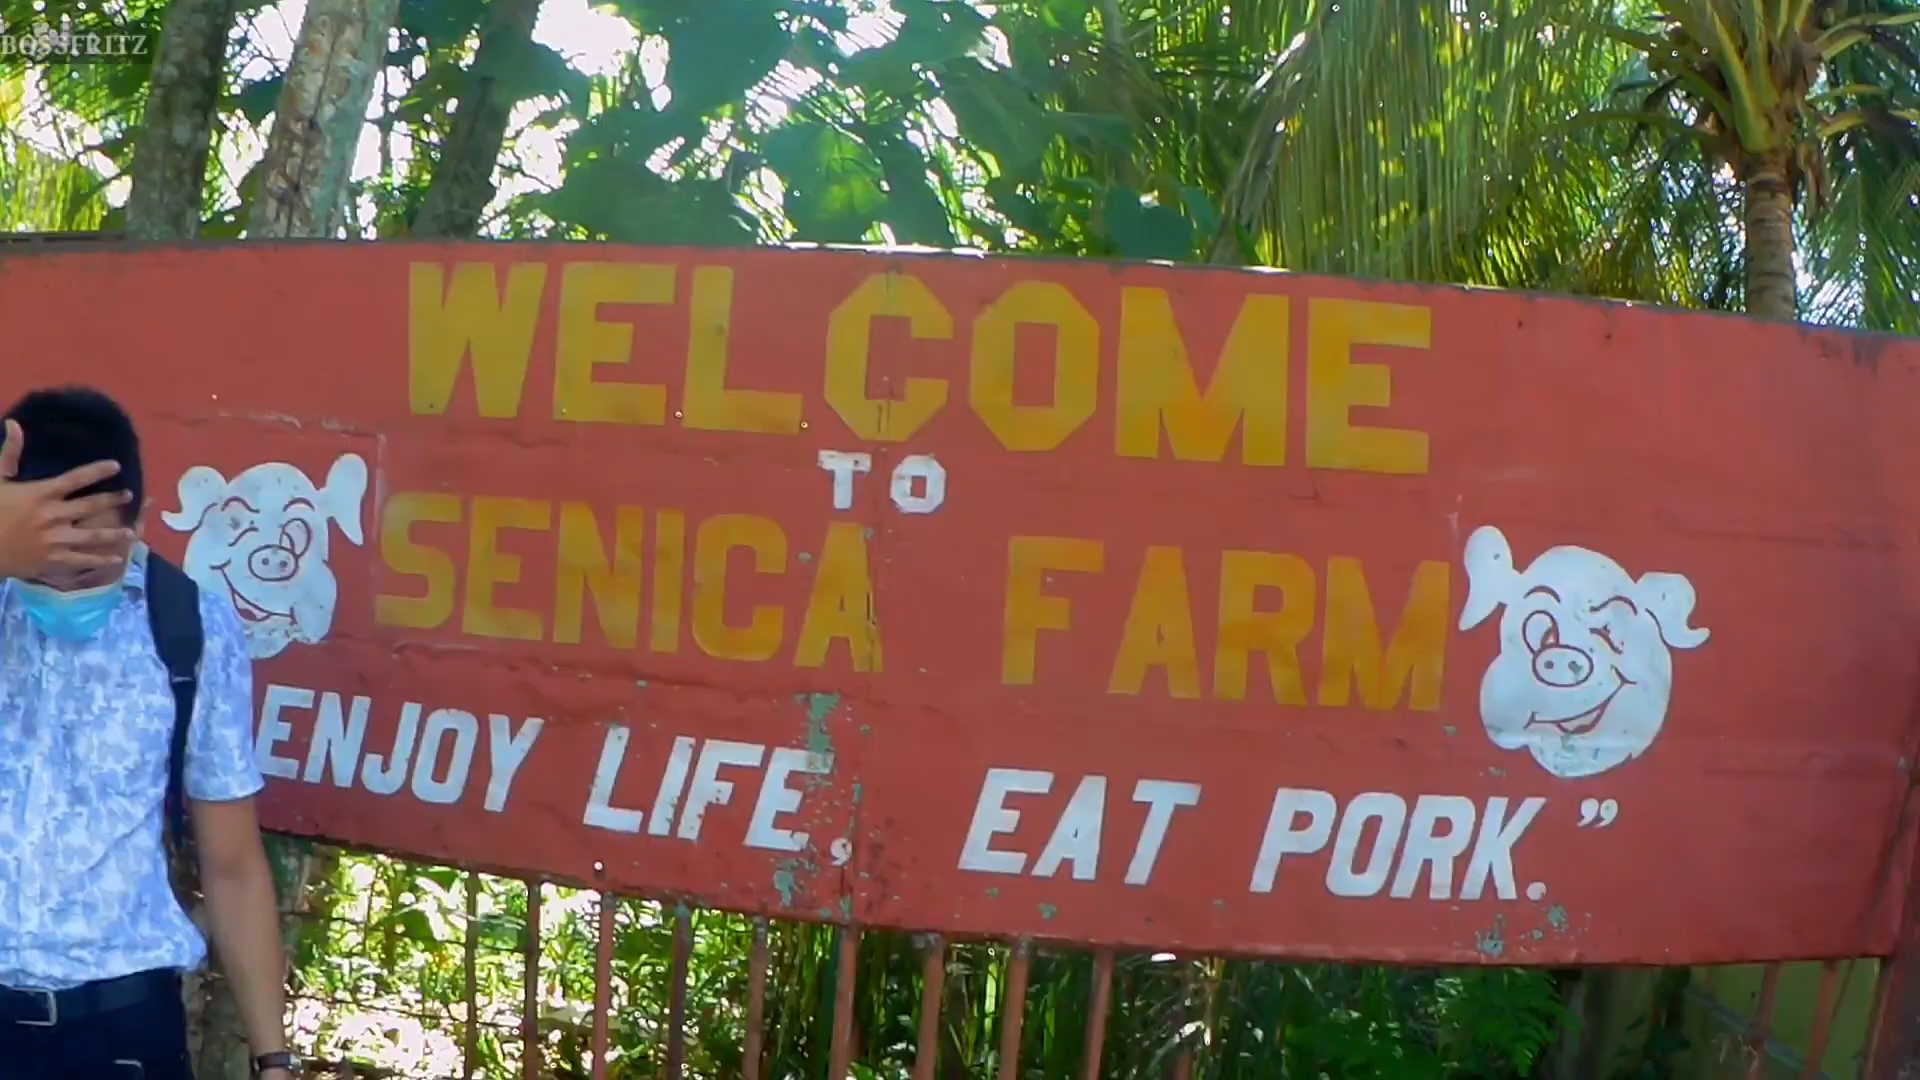 BOSSFRITZ
WELCOME
TO
SENICA FARM
ENJOY LIFE, EAT PORK.”